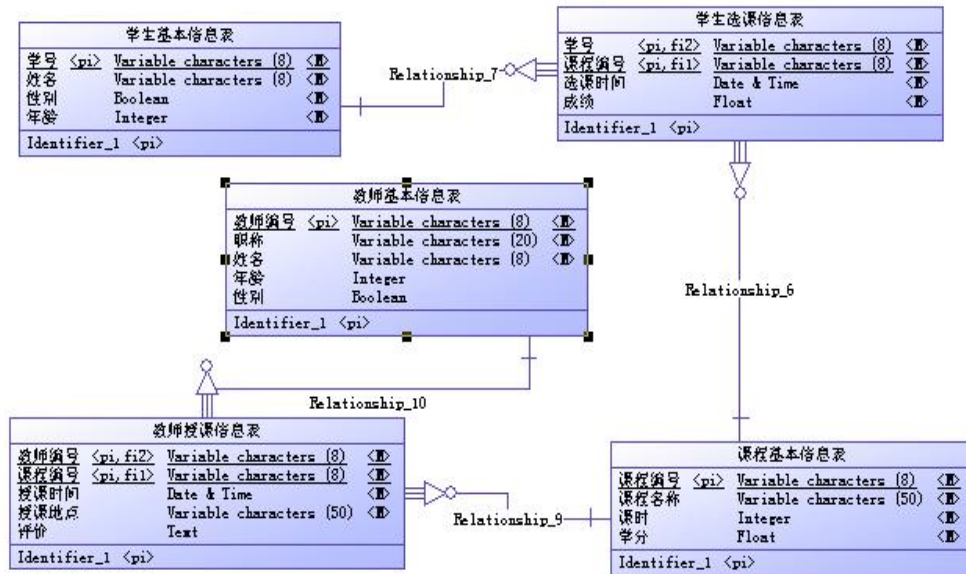 学生基本信息表
学号 <pi> Variable characters (8) <M>
姓名 Variable characters (8) <M>
性别 Boolean <M>
年龄 Integer <M>
Identifier_1 <pi>
学生选课信息表
学号 <pi,fi2> Variable characters (8) <M>
课程编号 <pi,fi1> Variable characters (8) <M>
选课时间 Date & Time <M>
成绩 Float <M>
Identifier_1 <pi>
Relationship_7
教师基本信息表
教师编号 <pi> Variable characters (8) <M>
职称 Variable characters (20) <M>
姓名 Variable characters (8) <M>
年龄 Integer
性别 Boolean
Identifier_1 <pi>
Relationship_6
Relationship_10
教师授课信息表
教师编号 <pi,fi2> Variable characters (8) <M>
课程编号 <pi,fi1> Variable characters (8) <M>
授课时间 Date & Time <M>
授课地点 Variable characters (50) <M>
评价 Text
Identifier_1 <pi>
Relationship_9
课程基本信息表
课程编号 <pi> Variable characters (8) <M>
课程名称 Variable characters (50) <M>
课时 Integer <M>
学分 Float <M>
Identifier_1 <pi>